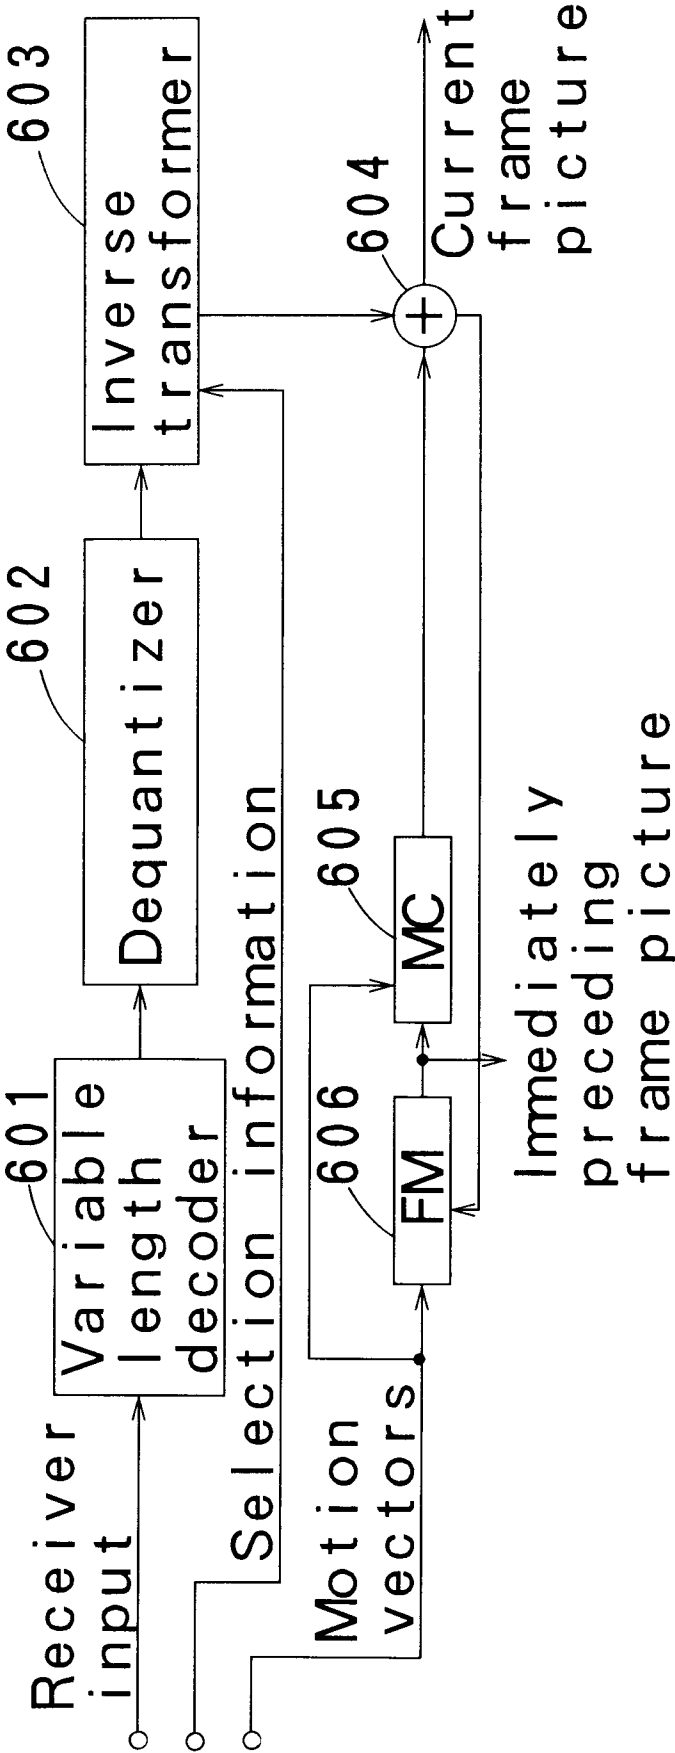 601
602
603
Receiver
input
Variable
length
decoder
Dequantizer
Inverse
transformer
Selection information
Motion
vectors
606
605
604
FM
MC
+
Current
frame
picture
Immediately
preceding
frame picture